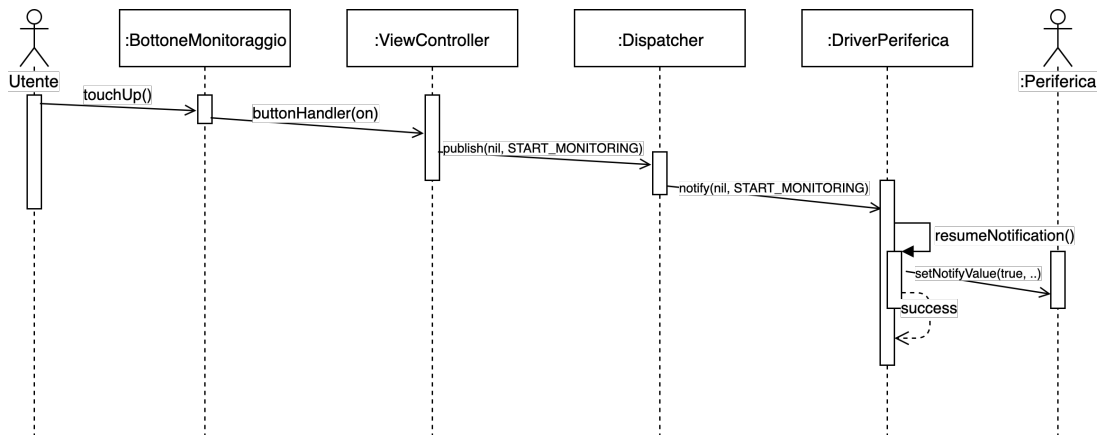 :BottoneMonitoraggio
:ViewController
:Dispatcher
:DriverPeriferica
Utente
:Periferica
touchUp()
buttonHandler(on)
publish(nil, START_MONITORING)
notify(nil, START_MONITORING)
resumeNotification()
setNotifyValue(true, ..)
success